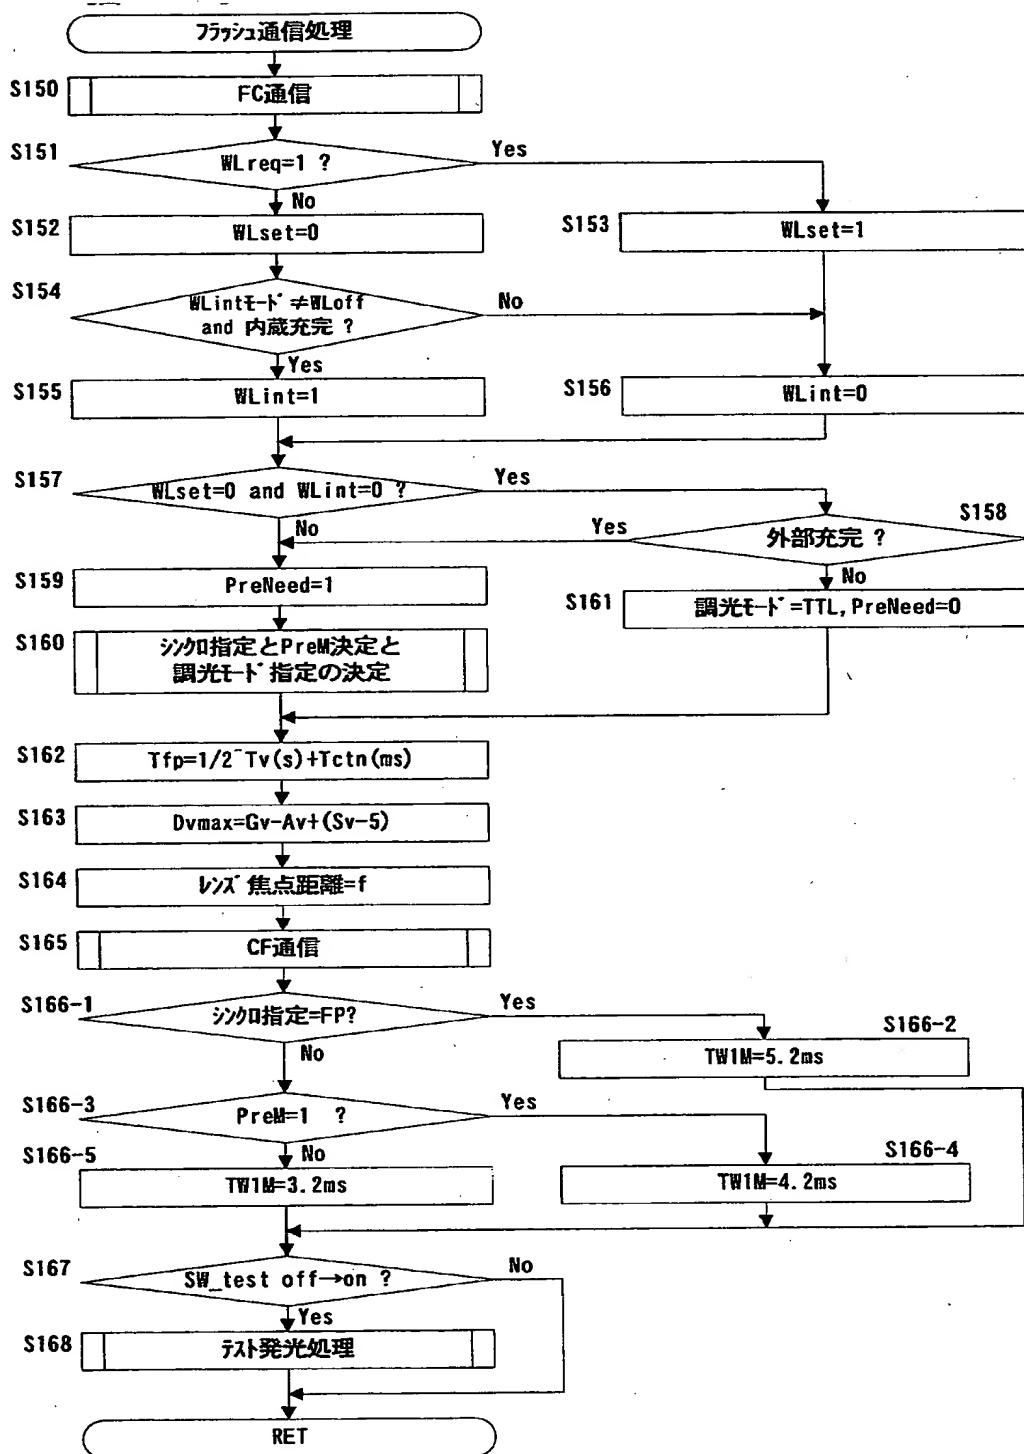 フラッシュ通信処理
S150
FC通信
S151
WLreq=1 ?
Yes
No
S152
WLset=0
S153
WLset=1
S154
WLintモード≠WLoff
and 内蔵充完 ?
No
Yes
S155
WLint=1
S156
WLint=0
S157
WLset=0 and WLint=0 ?
Yes
No
S158
外部充完 ?
Yes
No
S159
PreNeed=1
S161
調光モード=TTL,PreNeed=0
S160
シンクロ指定とPreM決定と
調光モード指定の決定
S162
Tfp=1/2^Tv(s)+Tctn(ms)
S163
Dvmax=Gv-Av+(Sv-5)
S164
レンズ焦点距離=f
S165
CF通信
S166-1
シンクロ指定=FP?
Yes
No
S166-2
TW1M=5.2ms
S166-3
PreM=1 ?
Yes
No
S166-4
TW1M=4.2ms
S166-5
TW1M=3.2ms
S167
SW_test off→on ?
No
Yes
S168
テスト発光処理
RET